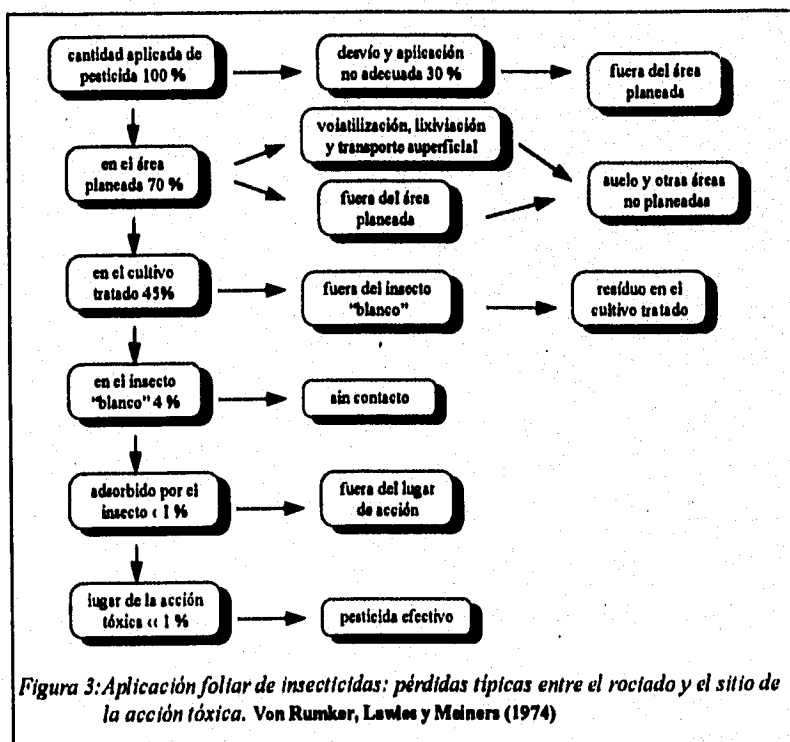 cantidad aplicada de
pesticida 100 %
desvío y aplicación
no adecuada 30 %
fuera del área
planeada
en el área
planeada 70 %
volatilización, lixiviación
y transporte superficial
fuera del área
planeada
suelo y otras áreas
no planeadas
en el cultivo
tratado 45%
fuera del insecto
"blanco"
resíduo en el
cultivo tratado
en el insecto
"blanco" 4 %
sin contacto
adsorbido por el
insecto < 1 %
fuera del lugar
de acción
lugar de la acción
tóxica << 1 %
pesticida efectivo
Figura 3: Aplicación foliar de insecticidas: pérdidas típicas entre el rociado y el sitio de
la acción tóxica. Von Rumker, Lawles y Meiners (1974)